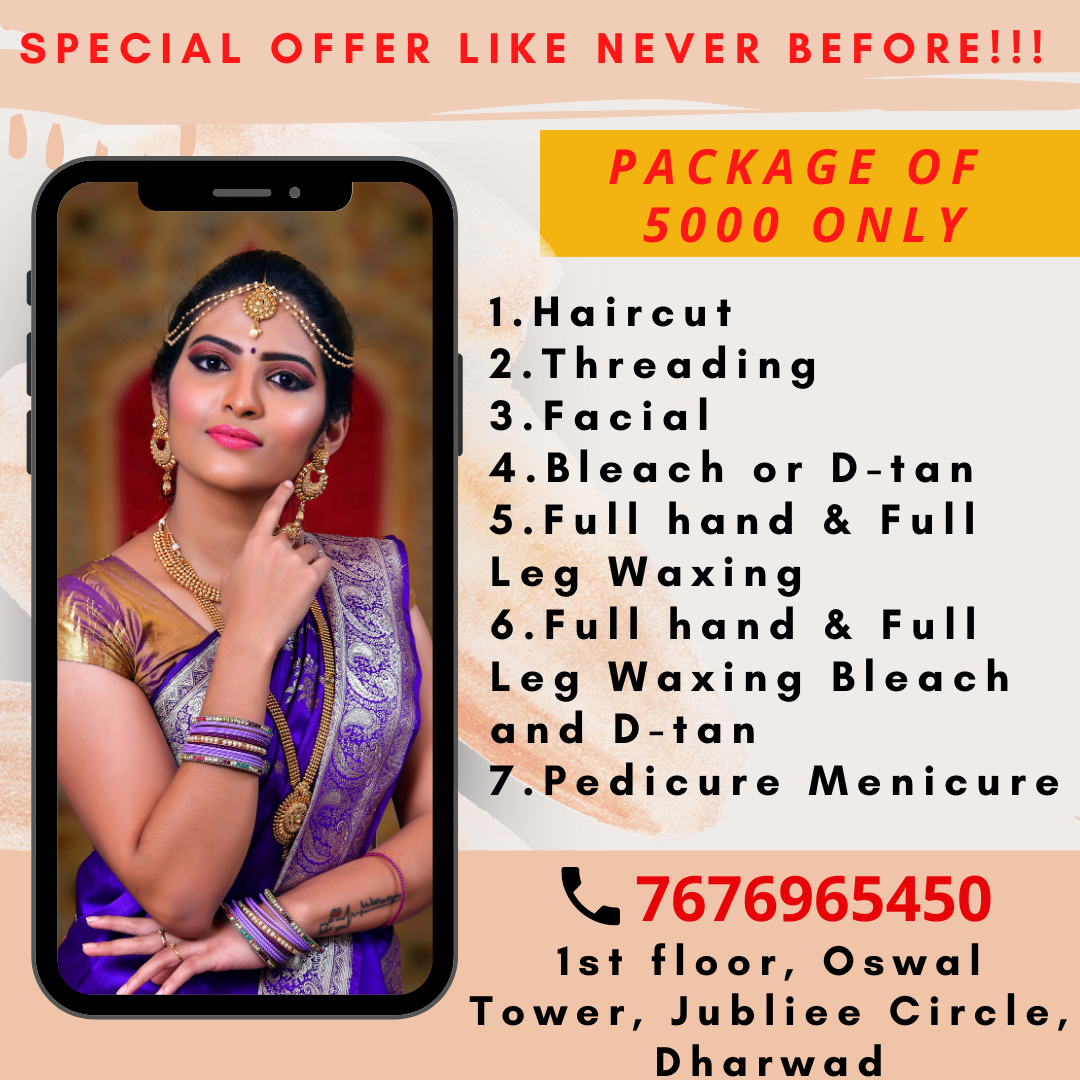 SPECIAL OFFER LIKE NEVER BEFORE!!!
PACKAGE OF
5000 ONLY
1.Haircut
2.Threading
3.Facial
4.Bleach or D-tan
5.Full hand & Full
Leg Waxing
6.Full hand & Full
Leg Waxing Bleach
and D-tan
7.Pedicure Menicure
7676965450
1st floor, Oswal
Tower, Jubliee Circle,
Dharwad